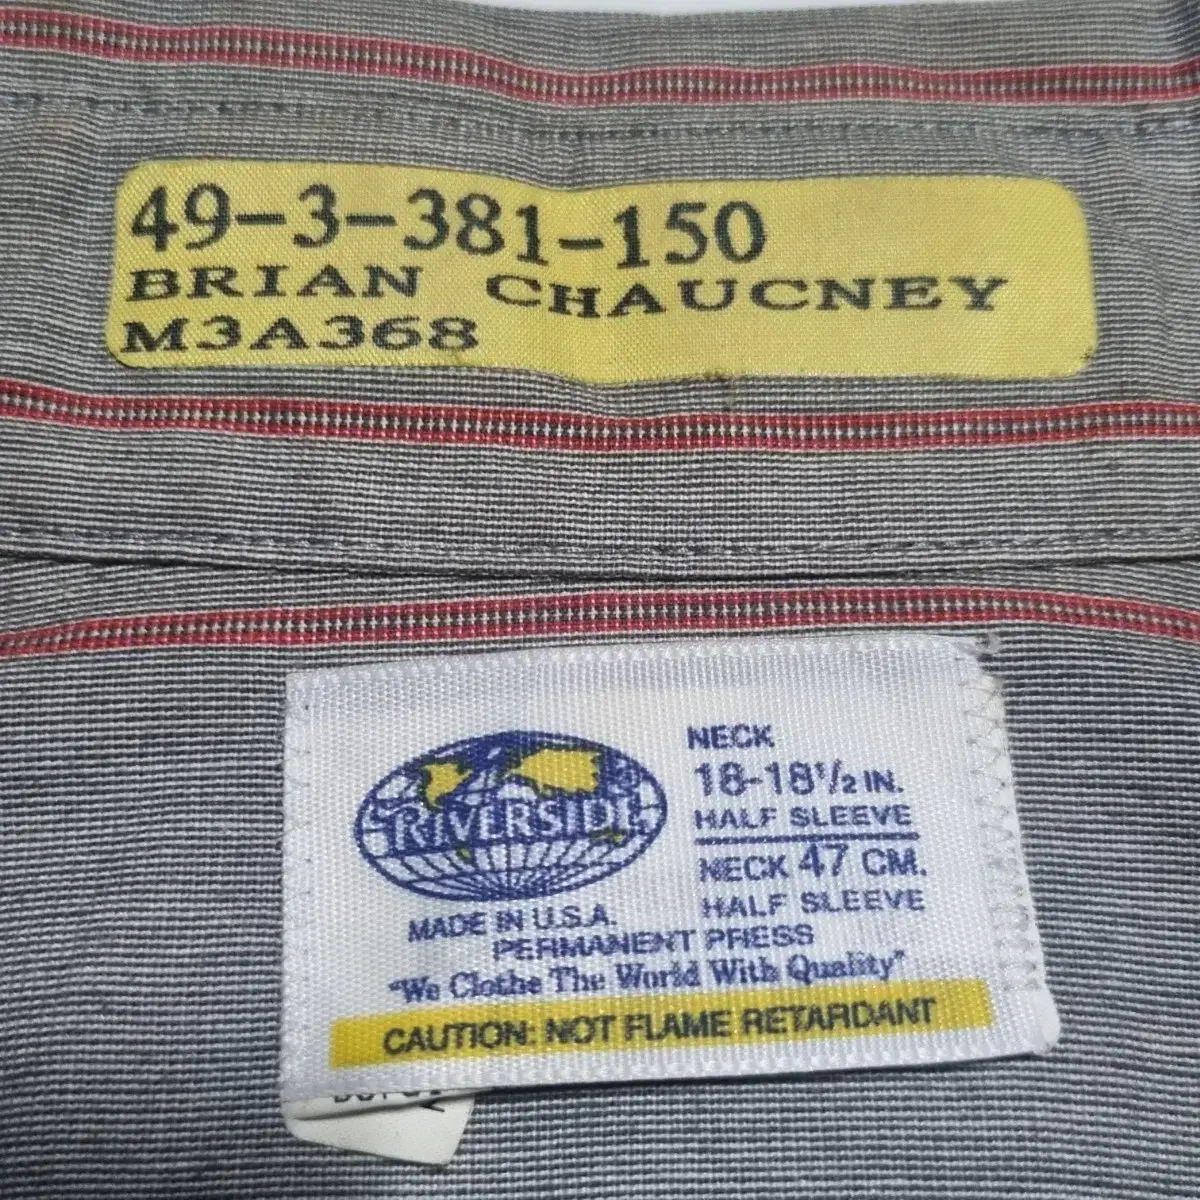 49-3-381-150
BRIAN CHAUCNEY
M3A368
RIVERSIDE
®
NECK
18-18½ IN.
HALF SLEEVE
NECK 47 CM.
HALF SLEEVE
MADE IN U.S.A.
PERMANENT PRESS
"We Clothe The World With Quality"
CAUTION: NOT FLAME RETARDANT